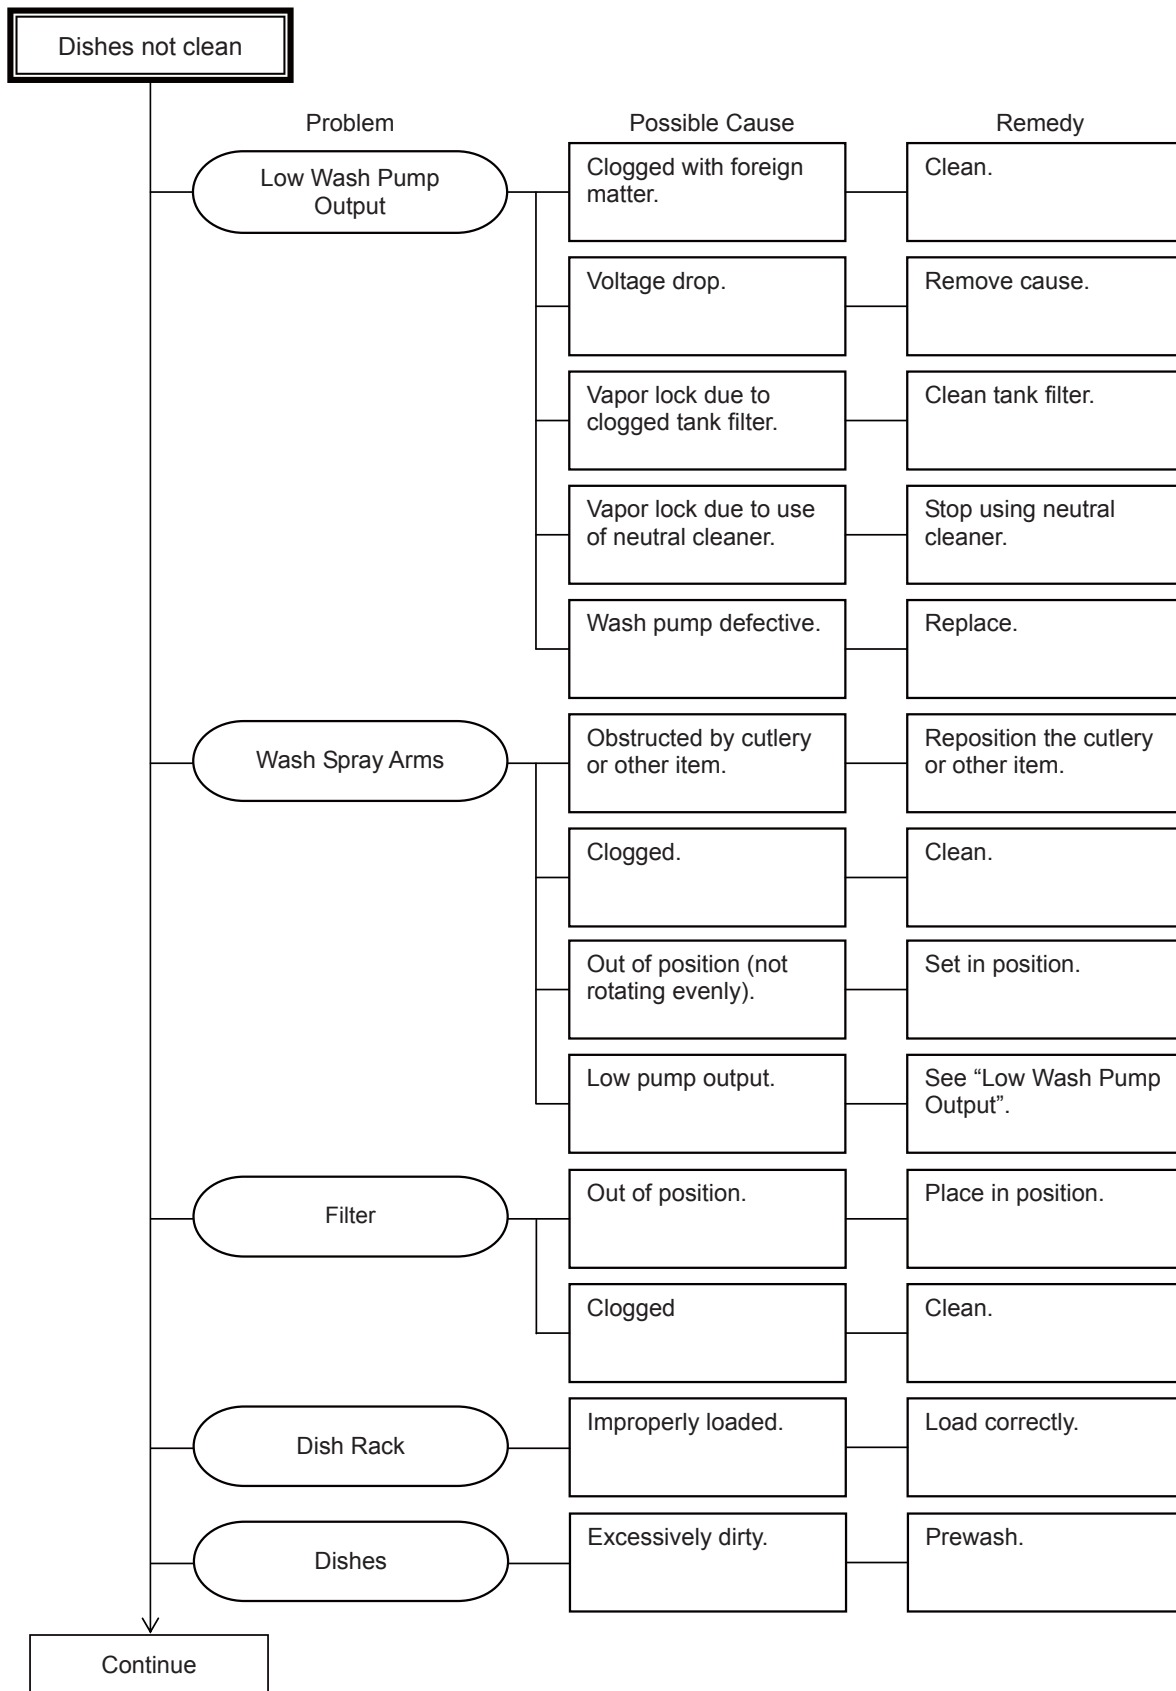 Dishes not clean
Problem
Possible Cause
Remedy
Low Wash Pump
Output
Clogged with foreign
matter.
Clean.
Voltage drop.
Remove cause.
Vapor lock due to
clogged tank filter.
Clean tank filter.
Vapor lock due to use
of neutral cleaner.
Stop using neutral
cleaner.
Wash pump defective.
Replace.
Wash Spray Arms
Obstructed by cutlery
or other item.
Reposition the cutlery
or other item.
Clogged.
Clean.
Out of position (not
rotating evenly).
Set in position.
Low pump output.
See “Low Wash Pump
Output”.
Filter
Out of position.
Place in position.
Clogged
Clean.
Dish Rack
Improperly loaded.
Load correctly.
Dishes
Excessively dirty.
Prewash.
Continue